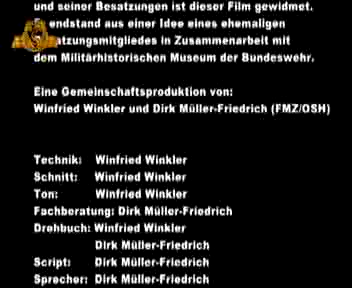 und seiner Besatzungen ist dieser Film gewidmet.
endstand aus einer Idee eines ehemaligen
atzungsmitgliedes in Zusammenarbeit mit
dem Militärhistorischen Museum der Bundeswehr.
Eine Gemeinschaftsproduktion von:
Winfried Winkler und Dirk Müller-Friedrich (FMZ/OSH)
Technik: Winfried Winkler
Schnitt: Winfried Winkler
Ton: Winfried Winkler
Fachberatung: Dirk Müller-Friedrich
Drehbuch: Winfried Winkler
Dirk Müller-Friedrich
Script: Dirk Müller-Friedrich
Sprecher: Dirk Müller-Friedrich